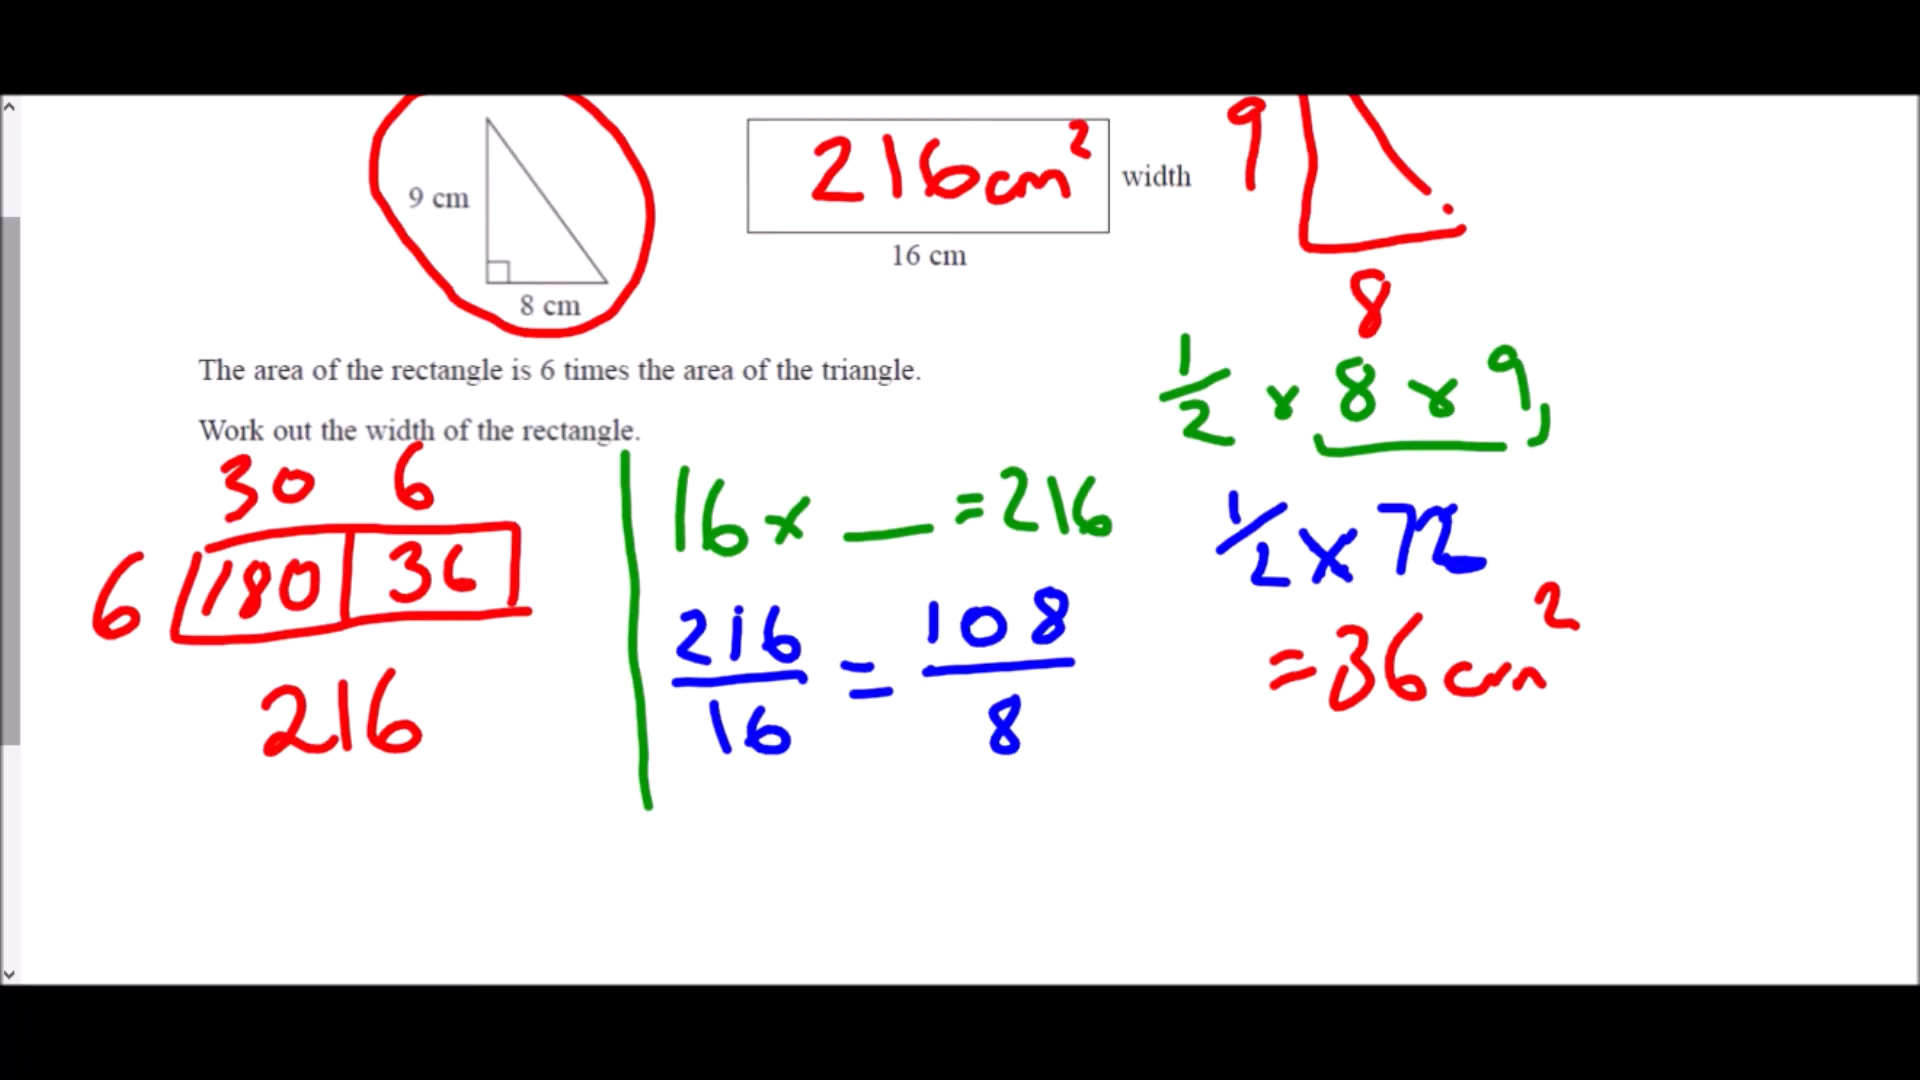 9 cm
8 cm
216cm²
width
16 cm
9
8
The area of the rectangle is 6 times the area of the triangle.
Work out the width of the rectangle.
30 6
6 180 36
216
16 × __ = 216
216/16 = 108/8
1/2 × 8 × 9,
1/2 × 72
= 36cm²